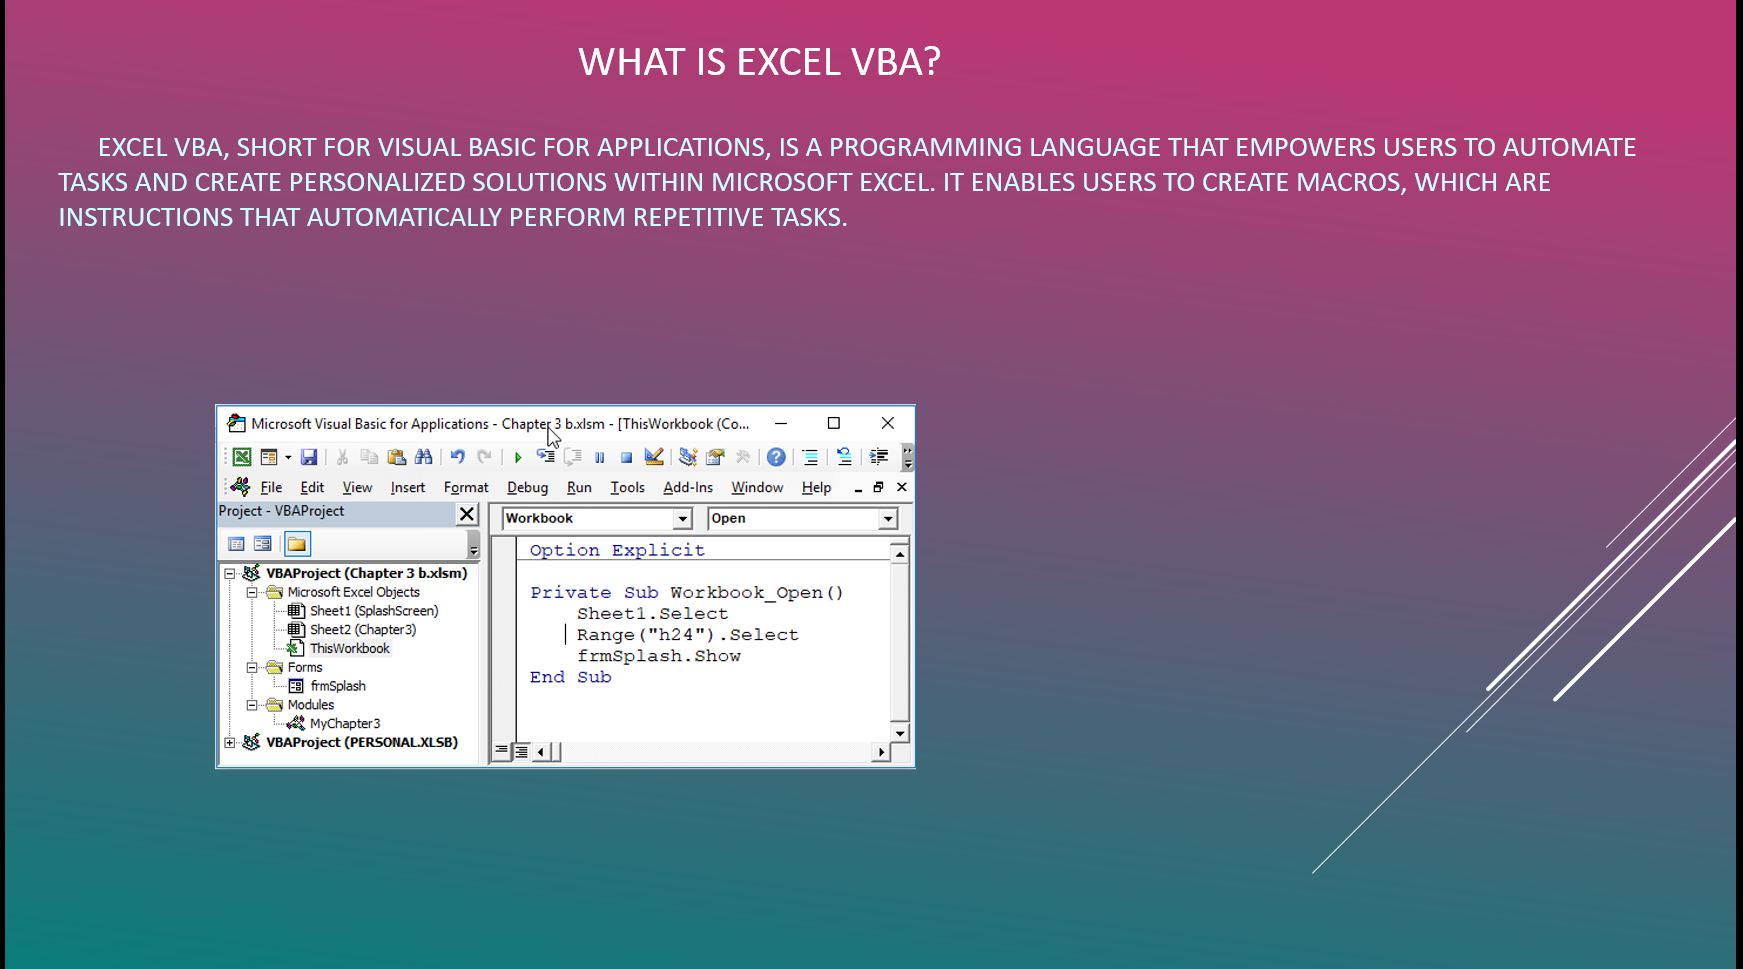 WHAT IS EXCEL VBA?
EXCEL VBA, SHORT FOR VISUAL BASIC FOR APPLICATIONS, IS A PROGRAMMING LANGUAGE THAT EMPOWERS USERS TO AUTOMATE
TASKS AND CREATE PERSONALIZED SOLUTIONS WITHIN MICROSOFT EXCEL. IT ENABLES USERS TO CREATE MACROS, WHICH ARE
INSTRUCTIONS THAT AUTOMATICALLY PERFORM REPETITIVE TASKS.
Microsoft Visual Basic for Applications - Chapter 3 b.xlsm - [ThisWorkbook (Co...
File Edit View Insert Format Debug Run Tools Add-Ins Window Help
Project - VBAProject
VBAProject (Chapter 3 b.xlsm)
Microsoft Excel Objects
Sheet1 (SplashScreen)
Sheet2 (Chapter3)
ThisWorkbook
Forms
frmSplash
Modules
MyChapter3
VBAProject (PERSONAL.XLSB)
Workbook Open
Option Explicit
Private Sub Workbook_Open()
Sheet1.Select
Range("h24").Select
frmSplash.Show
End Sub